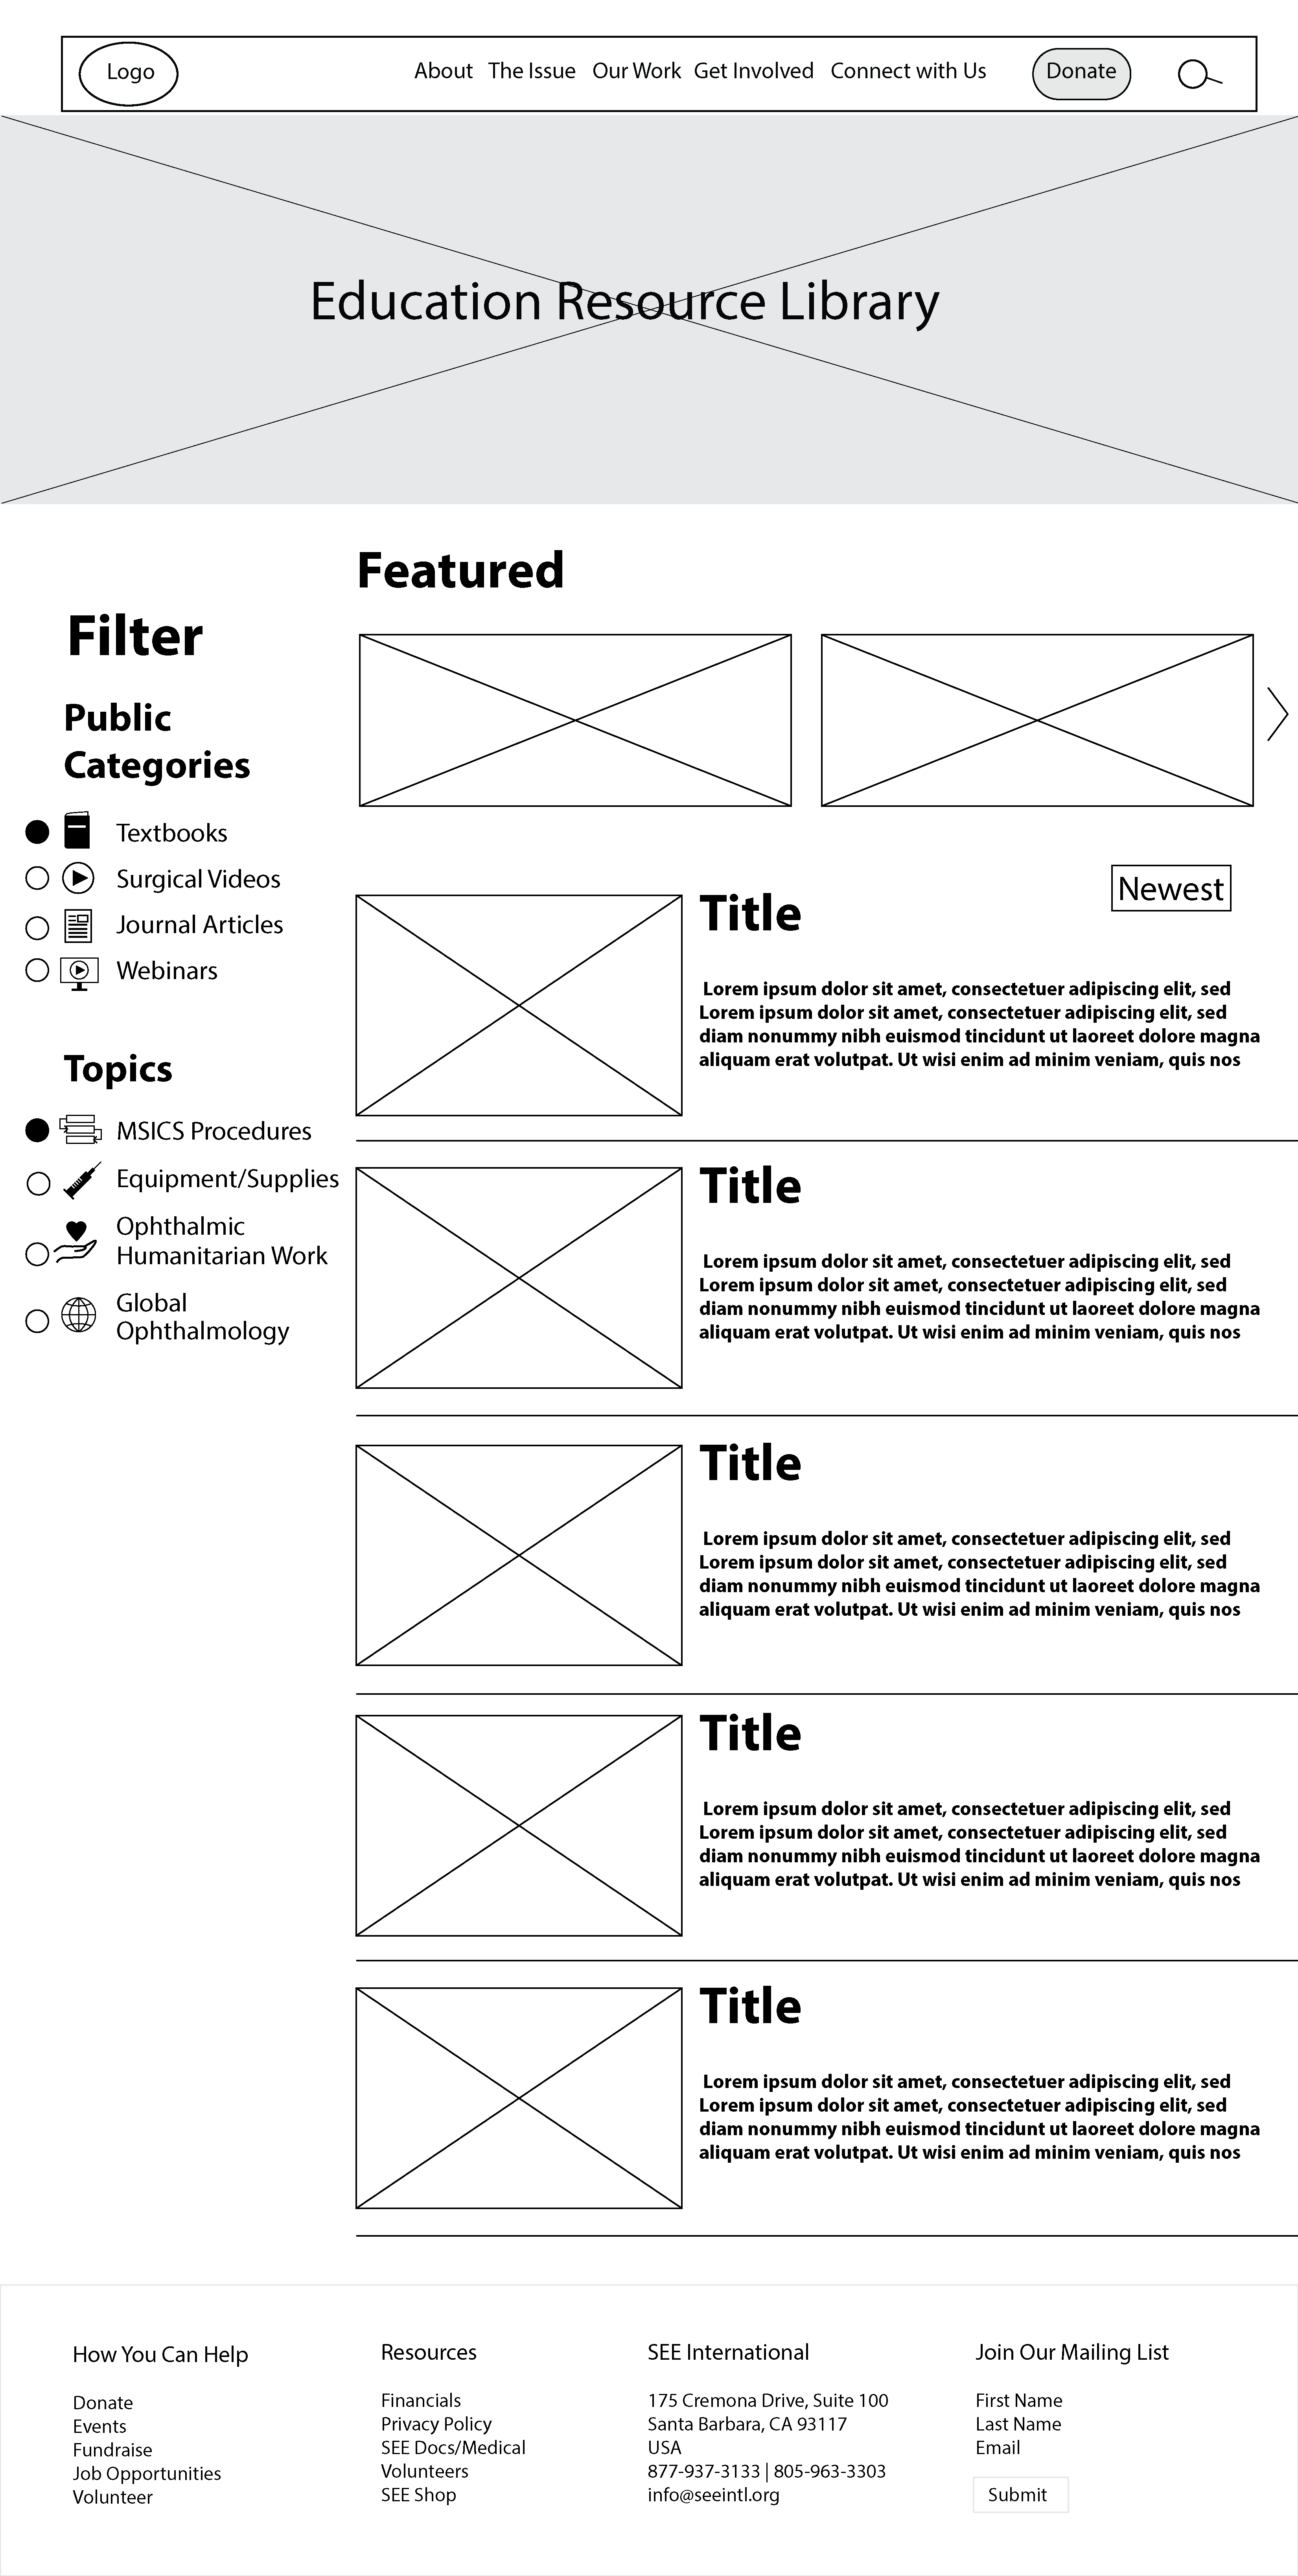 Logo
About The Issue Our Work Get Involved Connect with Us Donate
Education Resource Library
Featured
Filter
Public
Categories
Textbooks
Surgical Videos
Journal Articles
Webinars
Topics
MSICS Procedures
Equipment/Supplies
Ophthalmic
Humanitarian Work
Global
Ophthalmology
Newest
Title
Lorem ipsum dolor sit amet, consectetuer adipiscing elit, sed
Lorem ipsum dolor sit amet, consectetuer adipiscing elit, sed
diam nonummy nibh euismod tincidunt ut laoreet dolore magna
aliquam erat volutpat. Ut wisi enim ad minim veniam, quis nos
Title
Lorem ipsum dolor sit amet, consectetuer adipiscing elit, sed
Lorem ipsum dolor sit amet, consectetuer adipiscing elit, sed
diam nonummy nibh euismod tincidunt ut laoreet dolore magna
aliquam erat volutpat. Ut wisi enim ad minim veniam, quis nos
Title
Lorem ipsum dolor sit amet, consectetuer adipiscing elit, sed
Lorem ipsum dolor sit amet, consectetuer adipiscing elit, sed
diam nonummy nibh euismod tincidunt ut laoreet dolore magna
aliquam erat volutpat. Ut wisi enim ad minim veniam, quis nos
Title
Lorem ipsum dolor sit amet, consectetuer adipiscing elit, sed
Lorem ipsum dolor sit amet, consectetuer adipiscing elit, sed
diam nonummy nibh euismod tincidunt ut laoreet dolore magna
aliquam erat volutpat. Ut wisi enim ad minim veniam, quis nos
Title
Lorem ipsum dolor sit amet, consectetuer adipiscing elit, sed
Lorem ipsum dolor sit amet, consectetuer adipiscing elit, sed
diam nonummy nibh euismod tincidunt ut laoreet dolore magna
aliquam erat volutpat. Ut wisi enim ad minim veniam, quis nos
How You Can Help
Donate
Events
Fundraise
Job Opportunities
Volunteer
Resources
Financials
Privacy Policy
SEE Docs/Medical
Volunteers
SEE Shop
SEE International
175 Cremona Drive, Suite 100
Santa Barbara, CA 93117
USA
877-937-3133 | 805-963-3303
info@seeintl.org
Join Our Mailing List
First Name
Last Name
Email
Submit